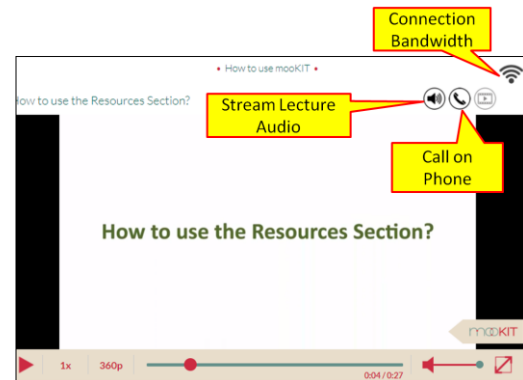 Connection
Bandwidth
• How to use mooKIT •
How to use the Resources Section?
Stream Lecture
Audio
Call on
Phone
How to use the Resources Section?
mooKIT
1x
360p
0:04 / 0:27